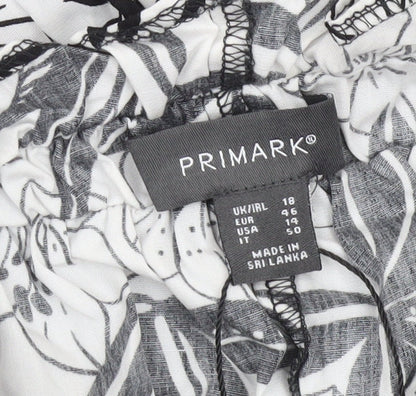 PRIMARK®
UK/IRL 18
EUR 46
USA 14
IT 50
MADE IN
SRI LANKA